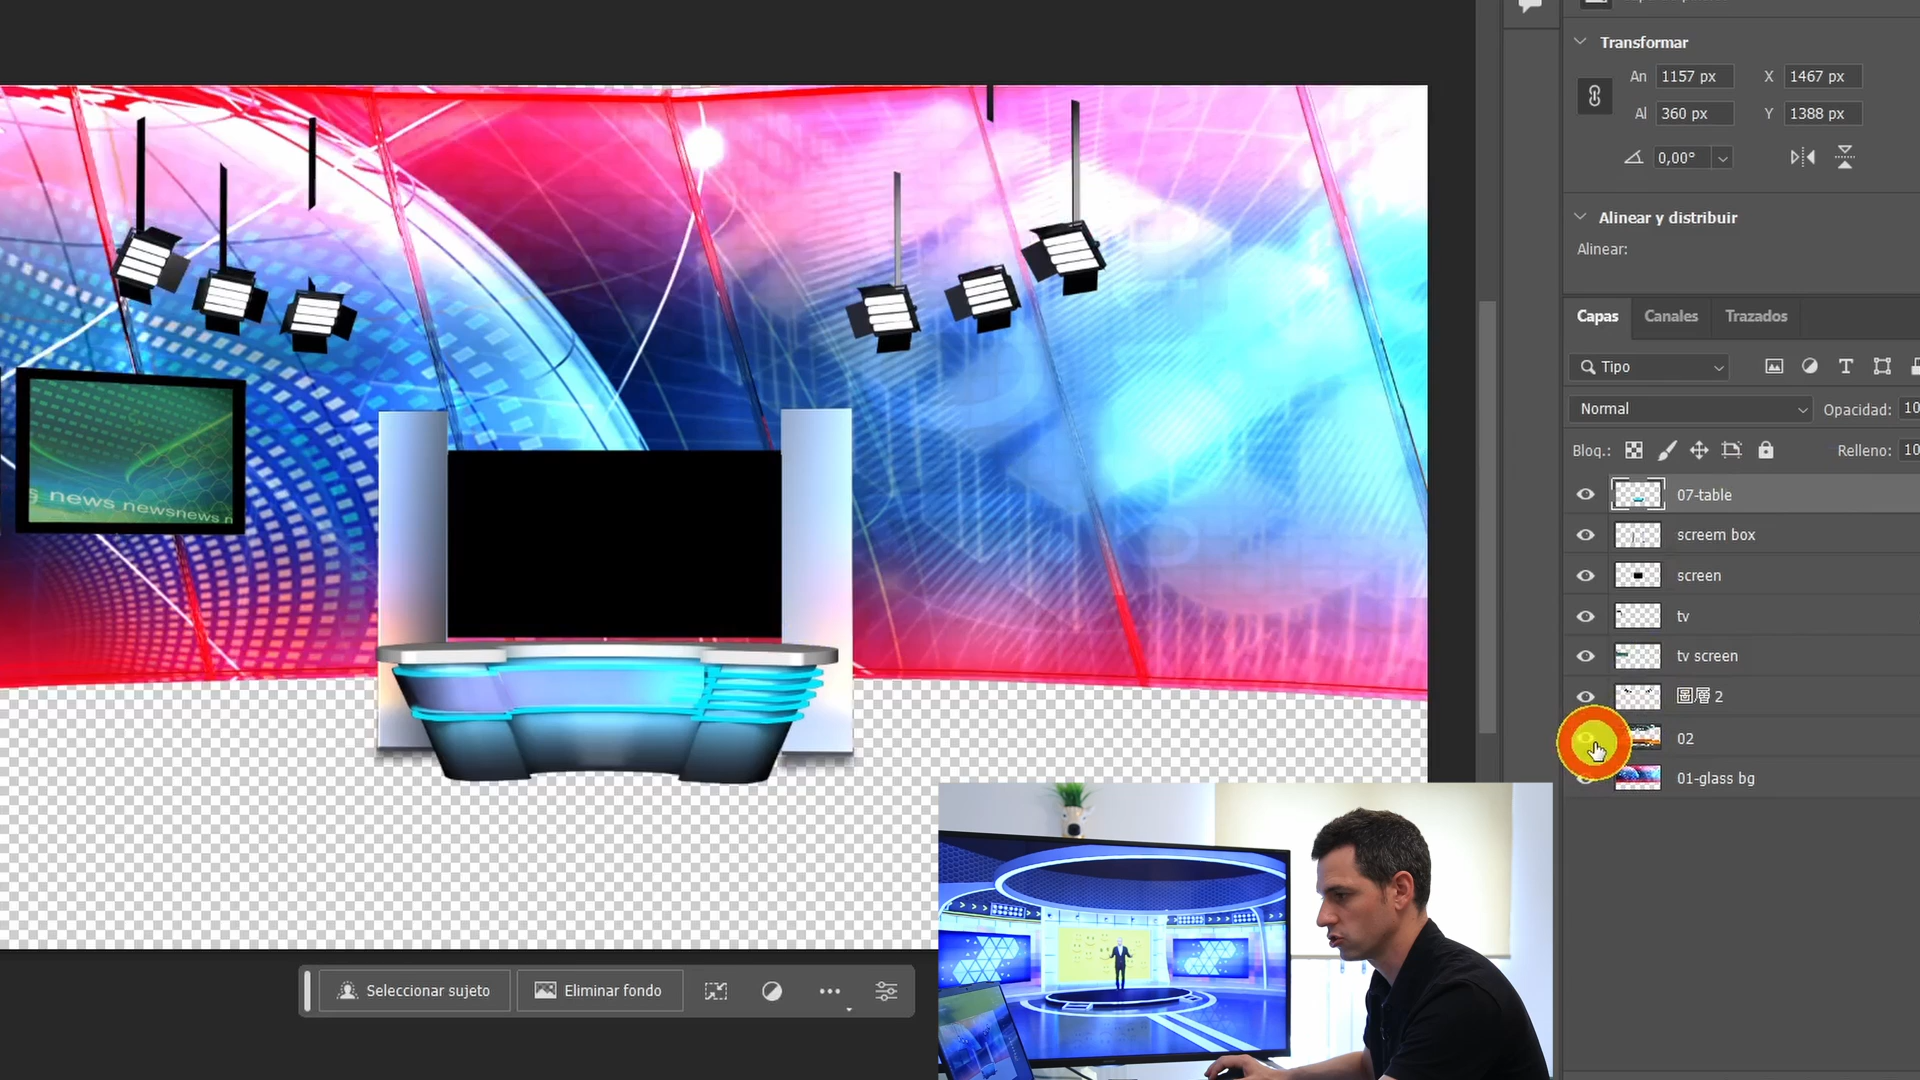 Transformar
An 1157 px X 1467 px
Al 360 px Y 1388 px
0,00°
Alinear y distribuir
Alinear:
Capas Canales Trazados
Tipo
Normal Opacidad: 10
Bloq.: Relleno: 10
07-table
screem box
screen
tv
tv screen
圖層 2
02
01-glass bg
s news newsnews n
Seleccionar sujeto Eliminar fondo